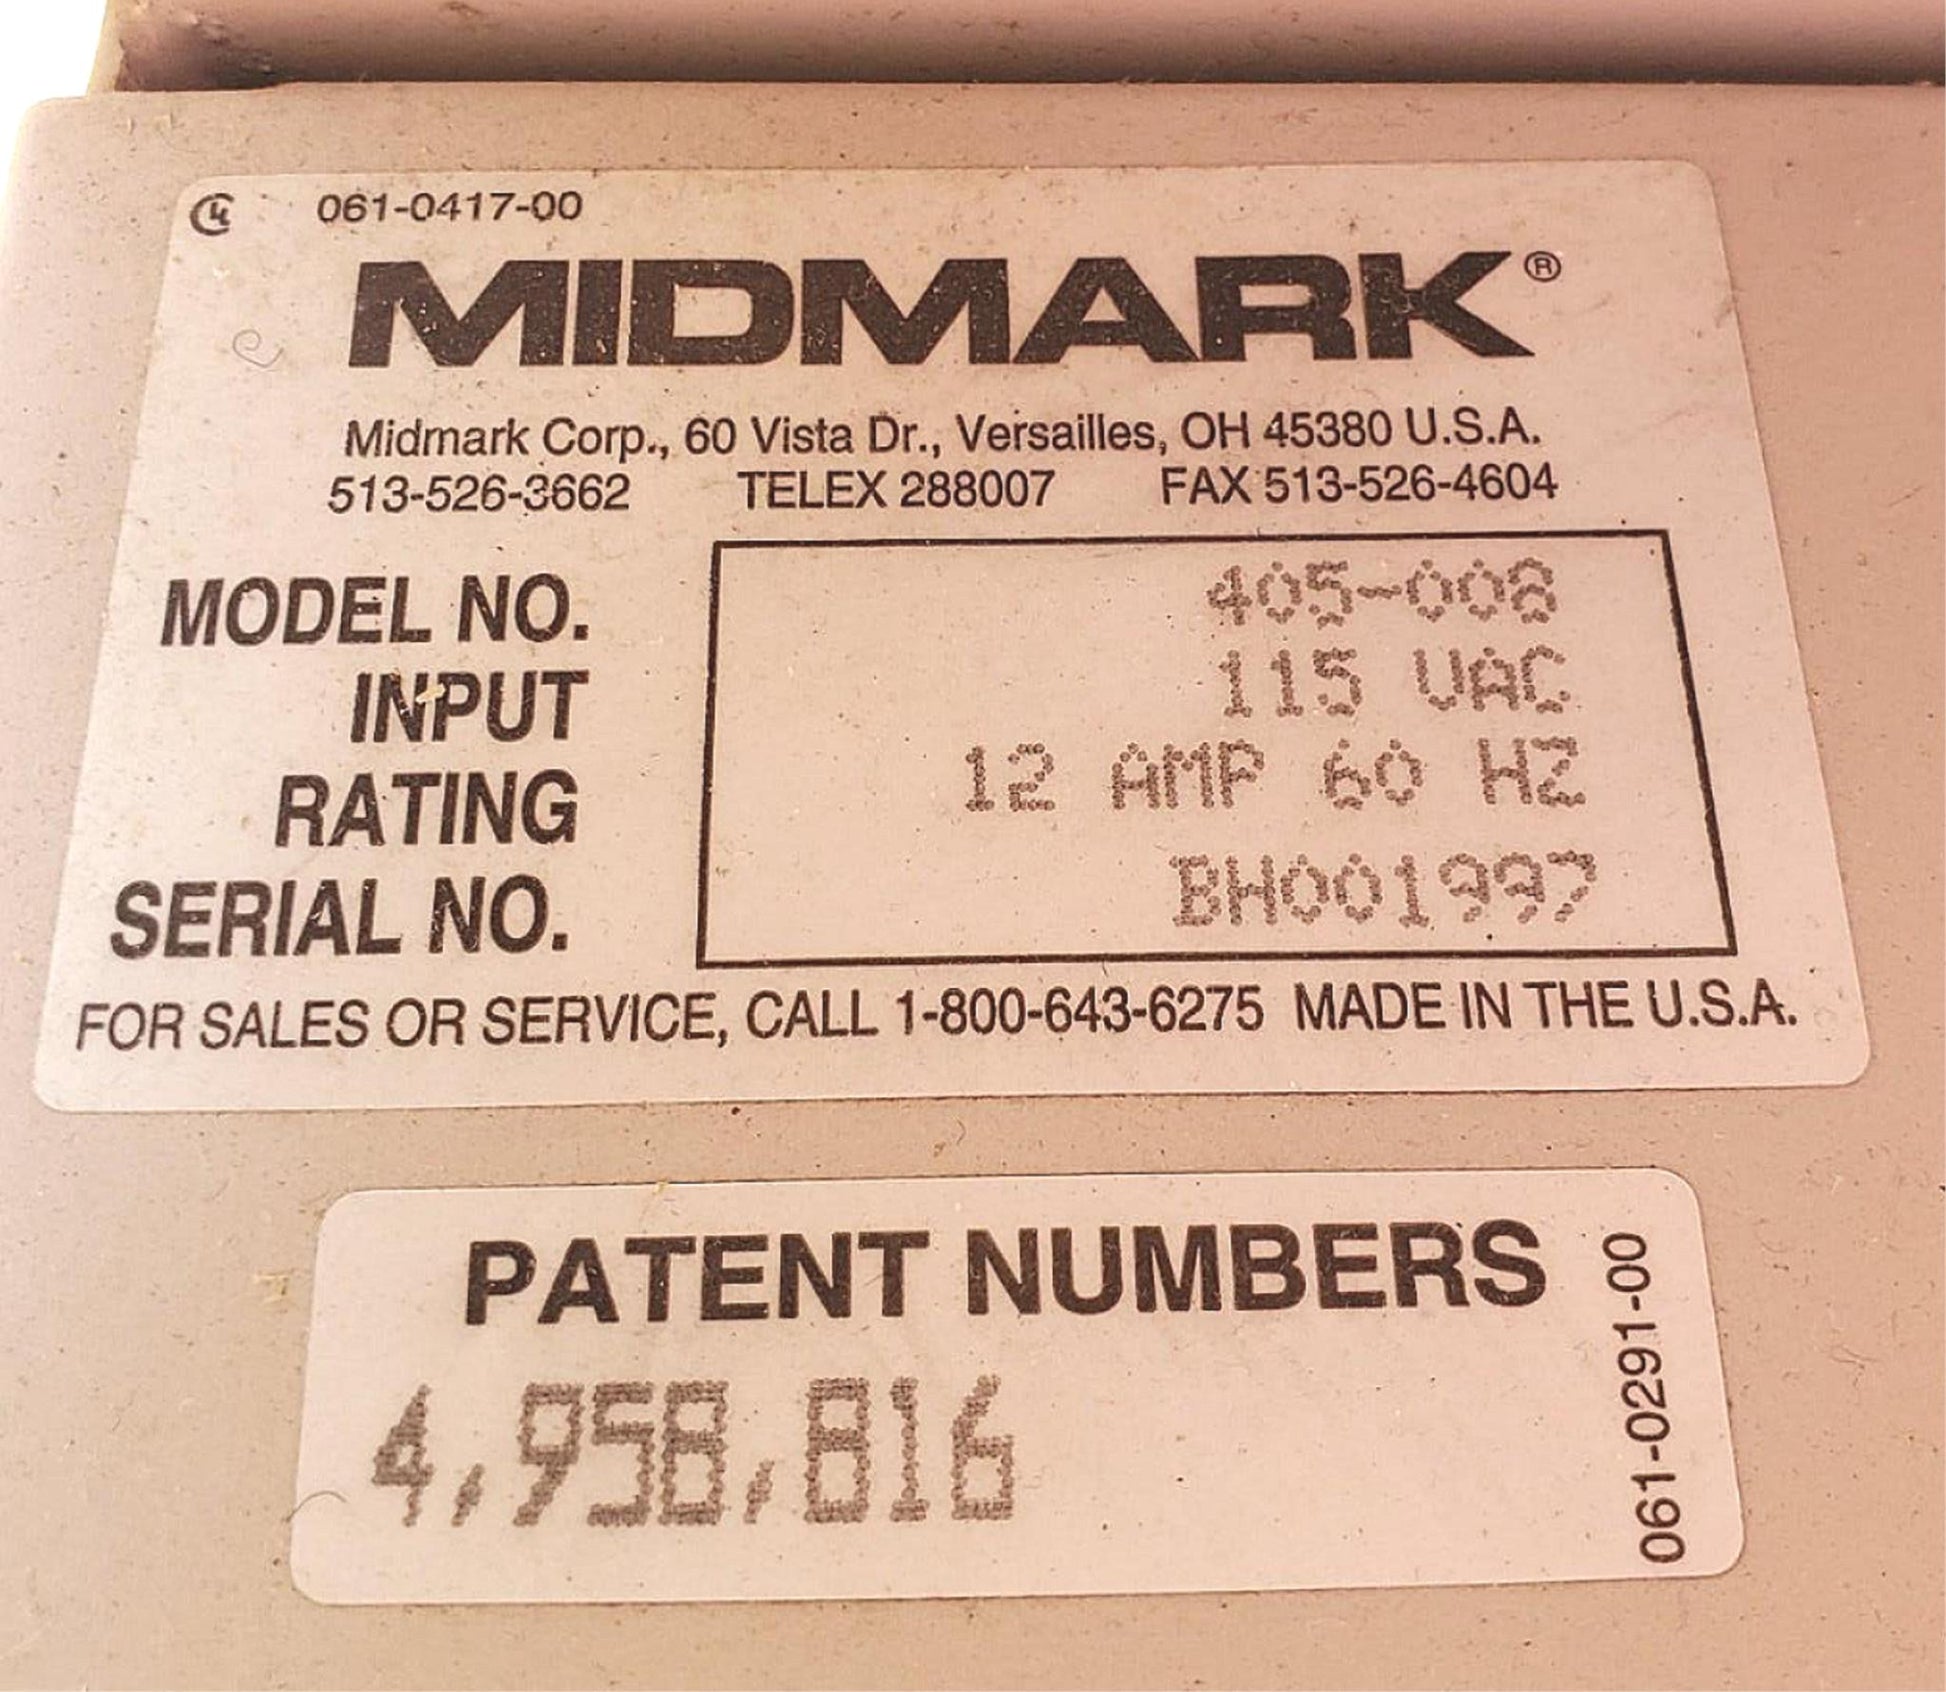 061-0417-00
MIDMARK®
Midmark Corp., 60 Vista Dr., Versailles, OH 45380 U.S.A.
513-526-3662 TELEX 288007 FAX 513-526-4604
MODEL NO. 405-008
INPUT 115 VAC
RATING 12 AMP 60 HZ
SERIAL NO. BH001997
FOR SALES OR SERVICE, CALL 1-800-643-6275 MADE IN THE U.S.A.
PATENT NUMBERS
4,958,816
061-0291-00